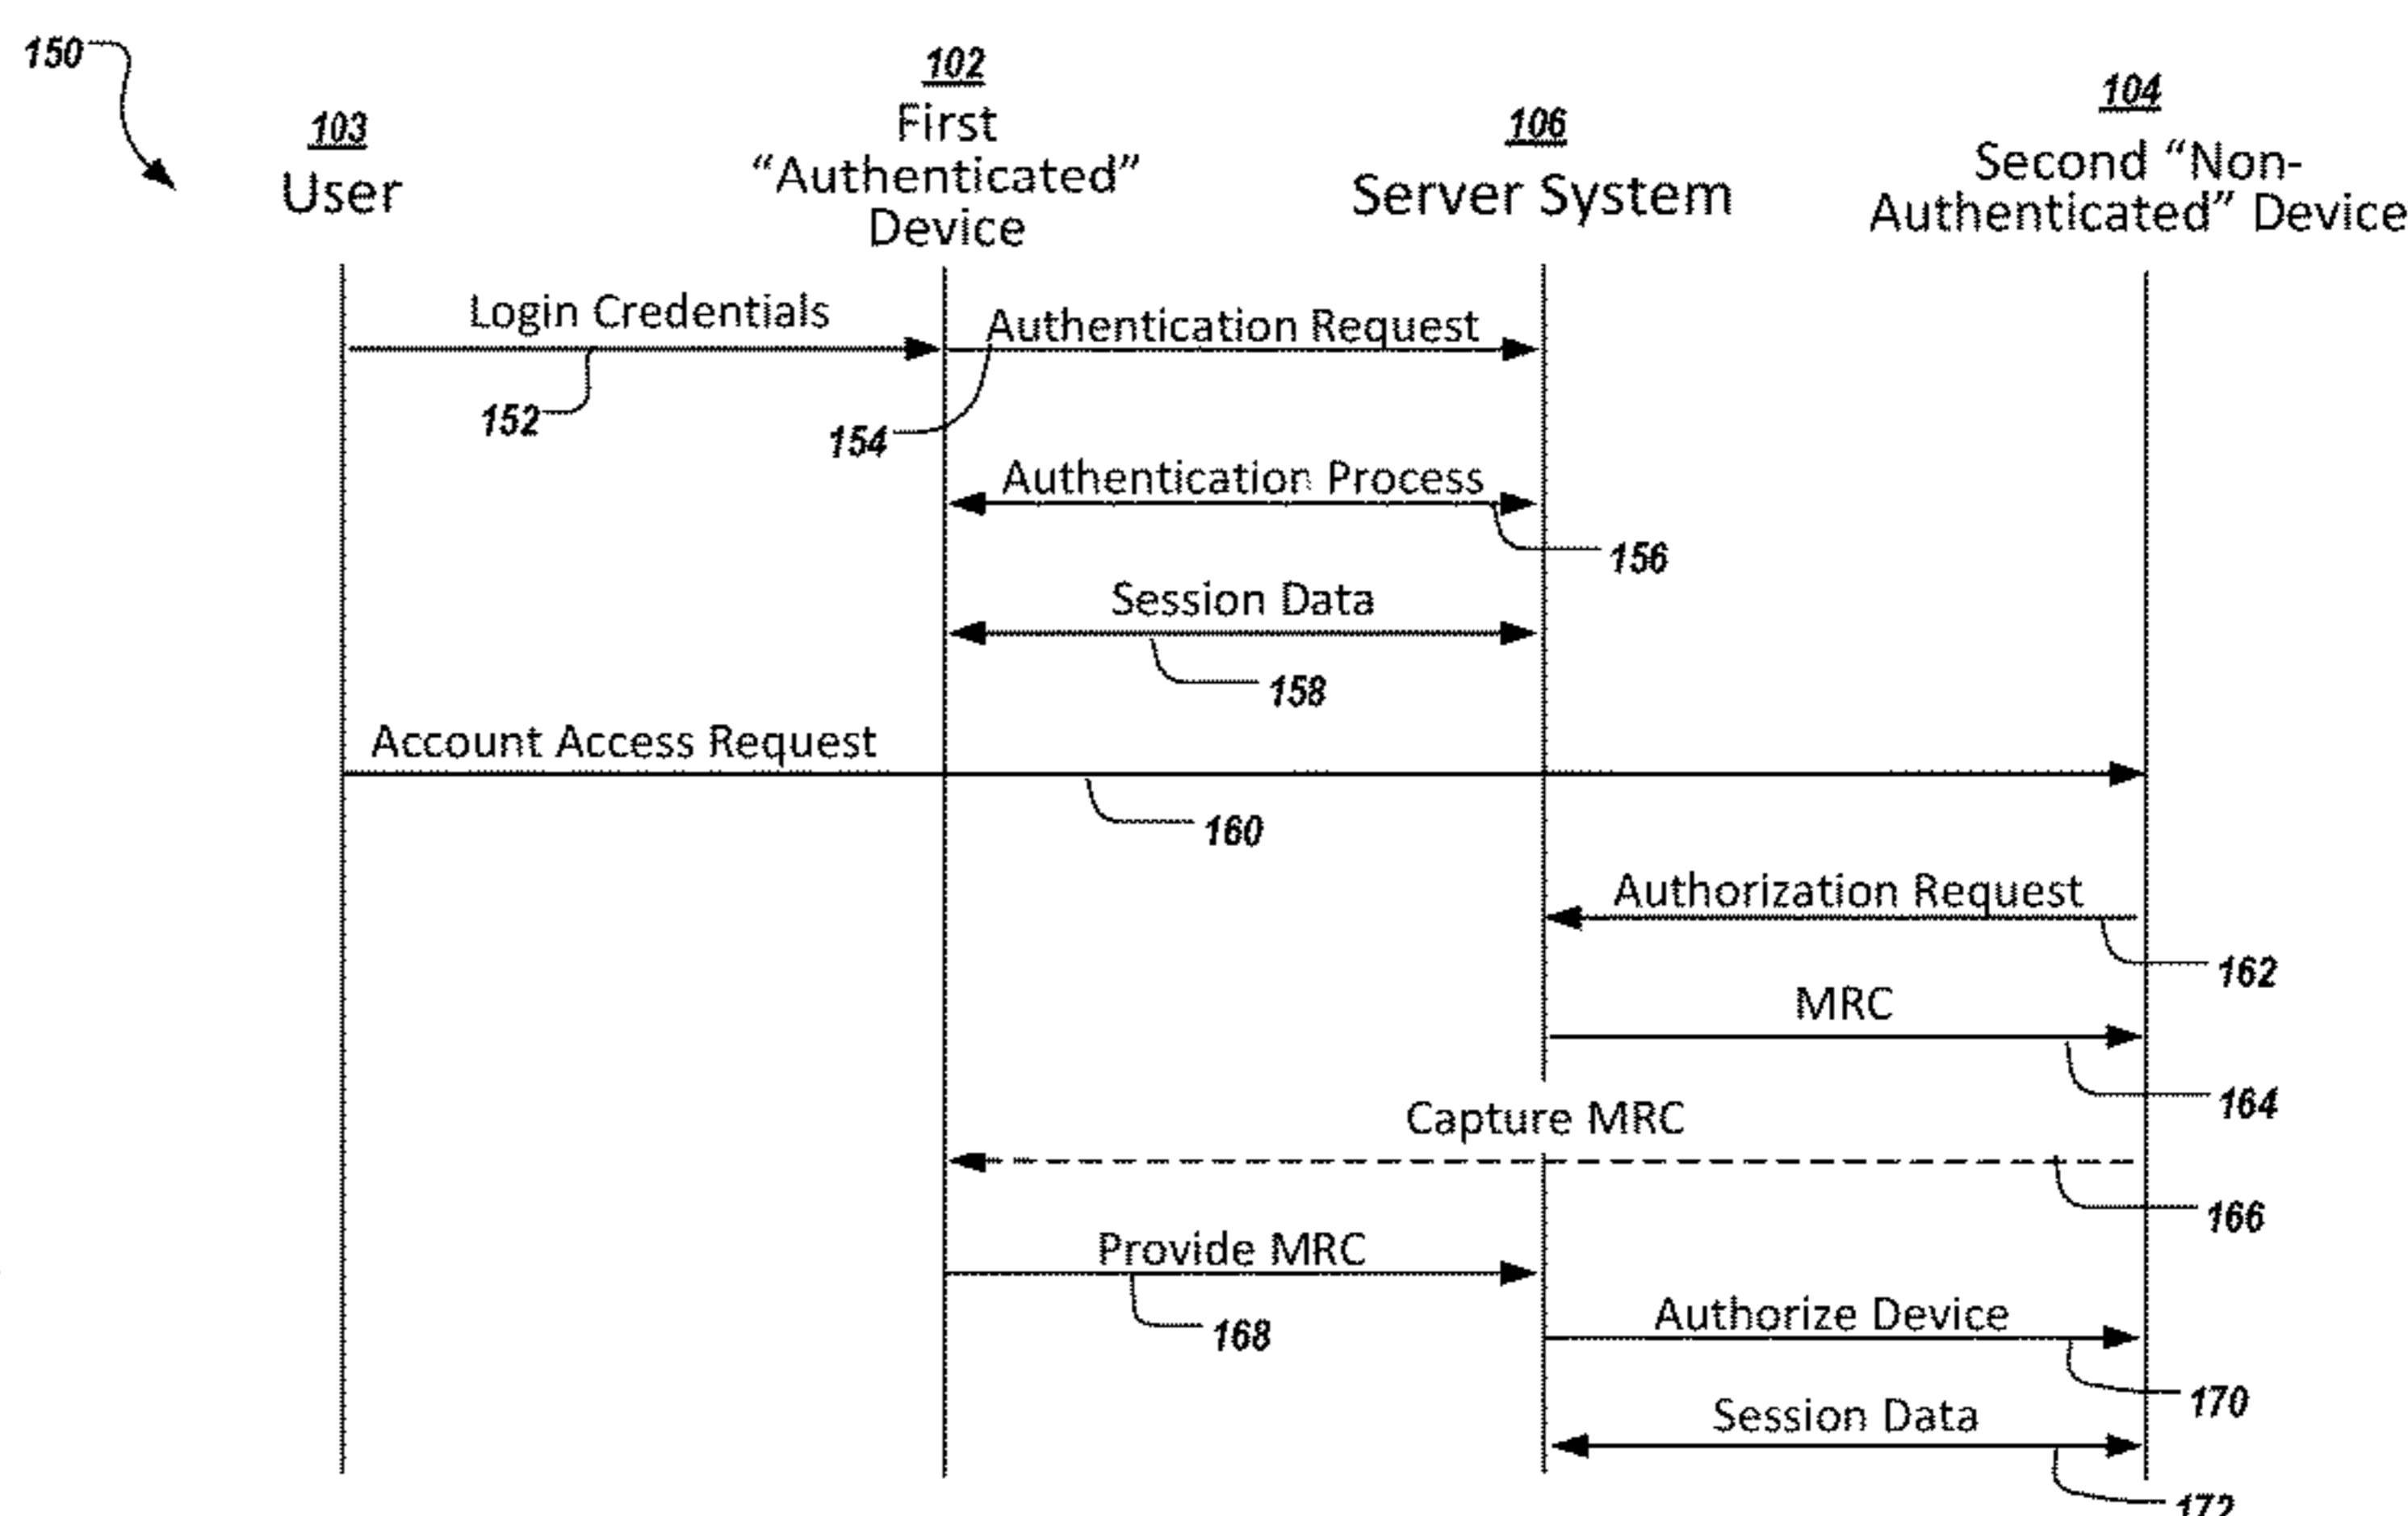 150
103
User
102
First
“Authenticated”
Device
106
Server System
104
Second “Non-
Authenticated” Device
Login Credentials
152
Authentication Request
154
Authentication Process
156
Session Data
158
Account Access Request
160
Authorization Request
162
MRC
164
Capture MRC
166
Provide MRC
168
Authorize Device
170
Session Data
172